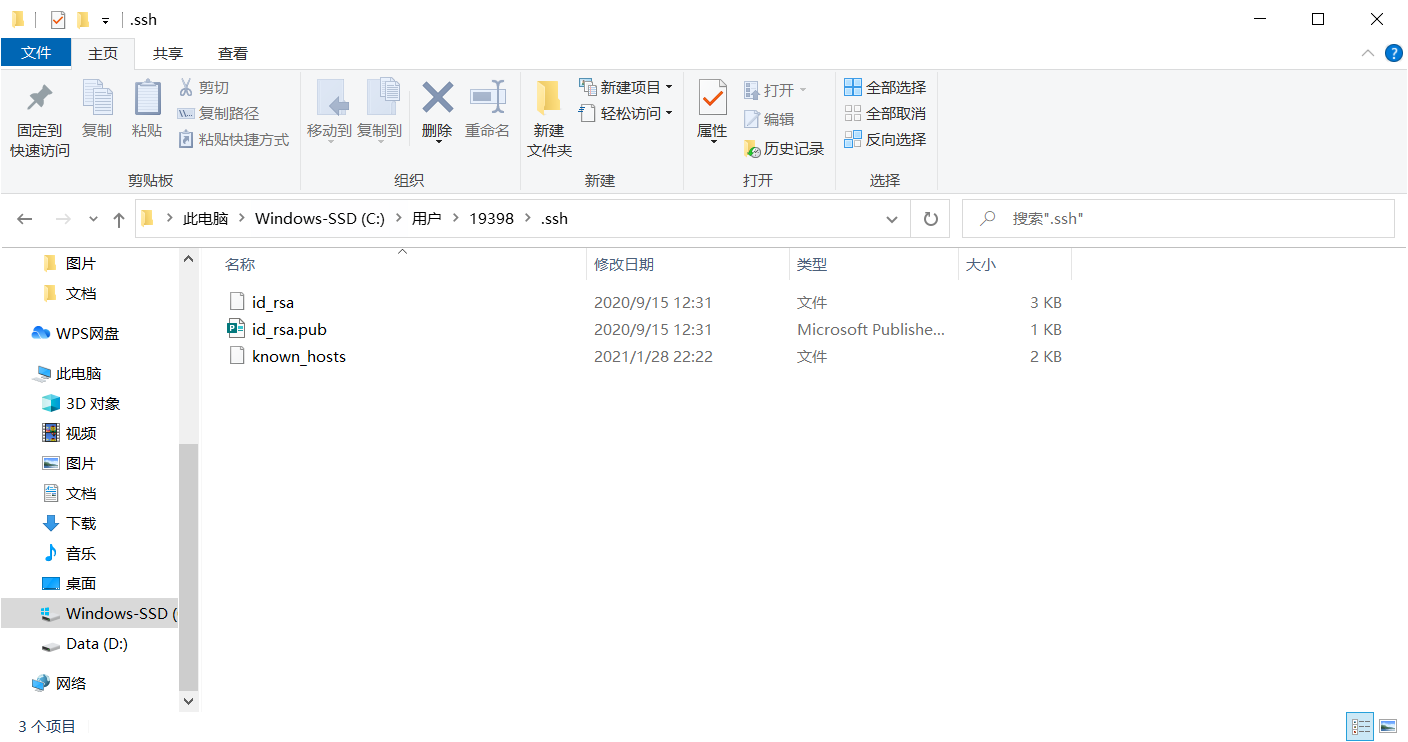 .ssh
文件 主页 共享 查看
固定到
快速访问
复制
粘贴
剪切
复制路径
粘贴快捷方式
剪贴板
移动到
复制到
删除
重命名
组织
新建
文件夹
新建项目
轻松访问
新建
属性
打开
编辑
历史记录
打开
全部选择
全部取消
反向选择
选择
此电脑 Windows-SSD (C:) 用户 19398 .ssh
搜索".ssh"
图片
文档
WPS网盘
此电脑
3D 对象
视频
图片
文档
下载
音乐
桌面
Windows-SSD (
Data (D:)
网络
名称 修改日期 类型 大小
id_rsa 2020/9/15 12:31 文件 3 KB
id_rsa.pub 2020/9/15 12:31 Microsoft Publishe... 1 KB
known_hosts 2021/1/28 22:22 文件 2 KB
3 个项目